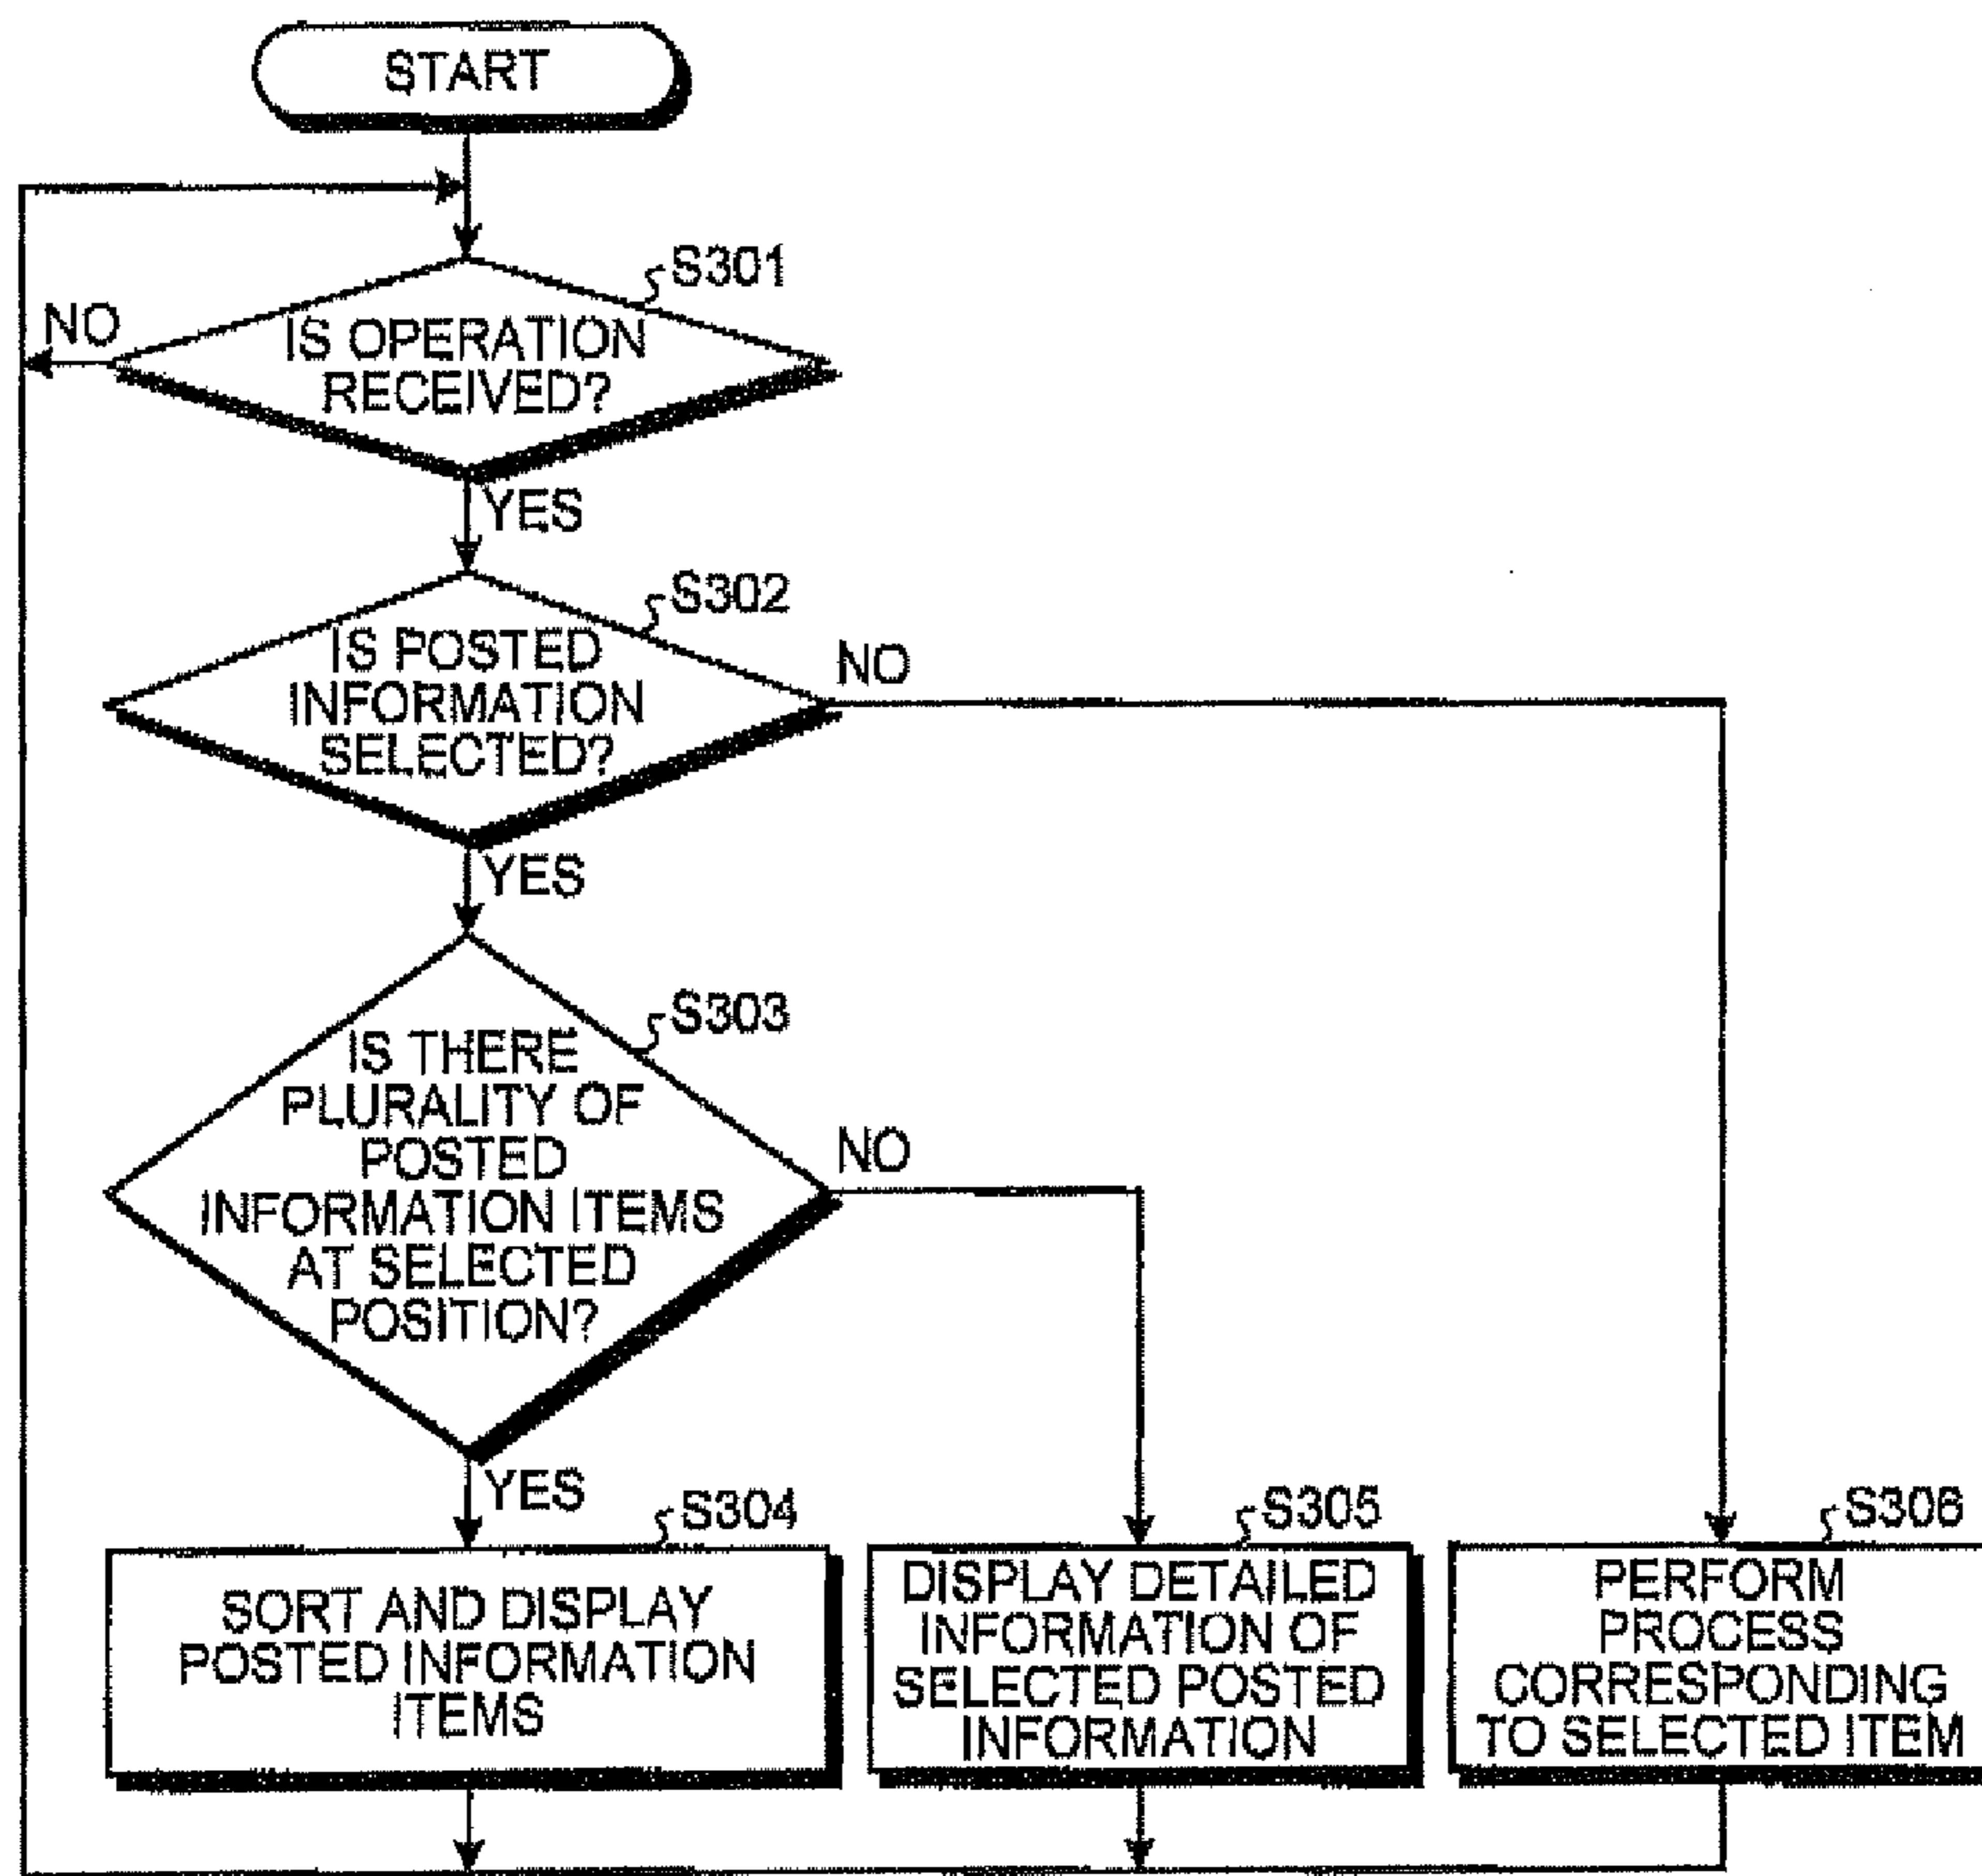 START
S301
NO
IS OPERATION
RECEIVED?
YES
S302
IS POSTED
INFORMATION
SELECTED?
NO
YES
S303
IS THERE
PLURALITY OF
POSTED
INFORMATION ITEMS
AT SELECTED
POSITION?
NO
YES
S304
SORT AND DISPLAY
POSTED INFORMATION
ITEMS
S305
DISPLAY DETAILED
INFORMATION OF
SELECTED POSTED
INFORMATION
S306
PERFORM
PROCESS
CORRESPONDING
TO SELECTED ITEM